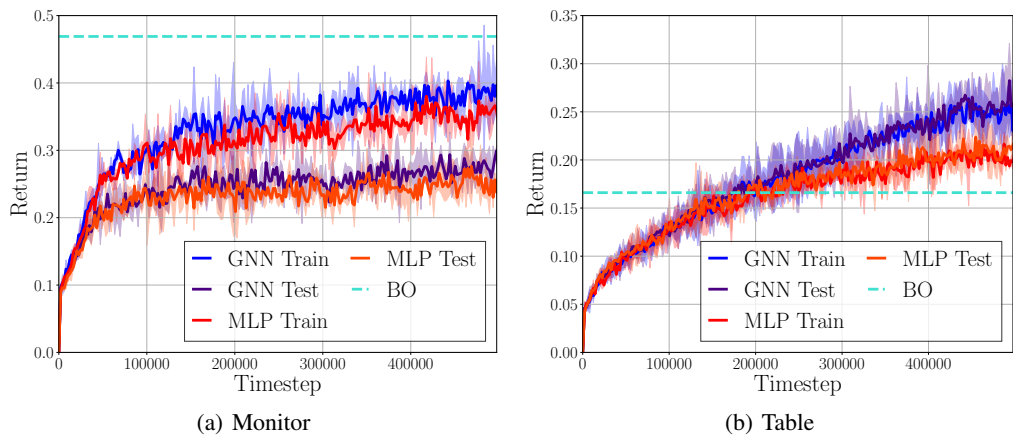 0.5
0.4
0.3
0.2
0.1
0.0
Return
0
100000
200000
300000
400000
Timestep
GNN Train
GNN Test
MLP Train
MLP Test
BO
(a) Monitor
0.35
0.30
0.25
0.20
0.15
0.10
0.05
0.00
Return
0
100000
200000
300000
400000
Timestep
GNN Train
GNN Test
MLP Train
MLP Test
BO
(b) Table